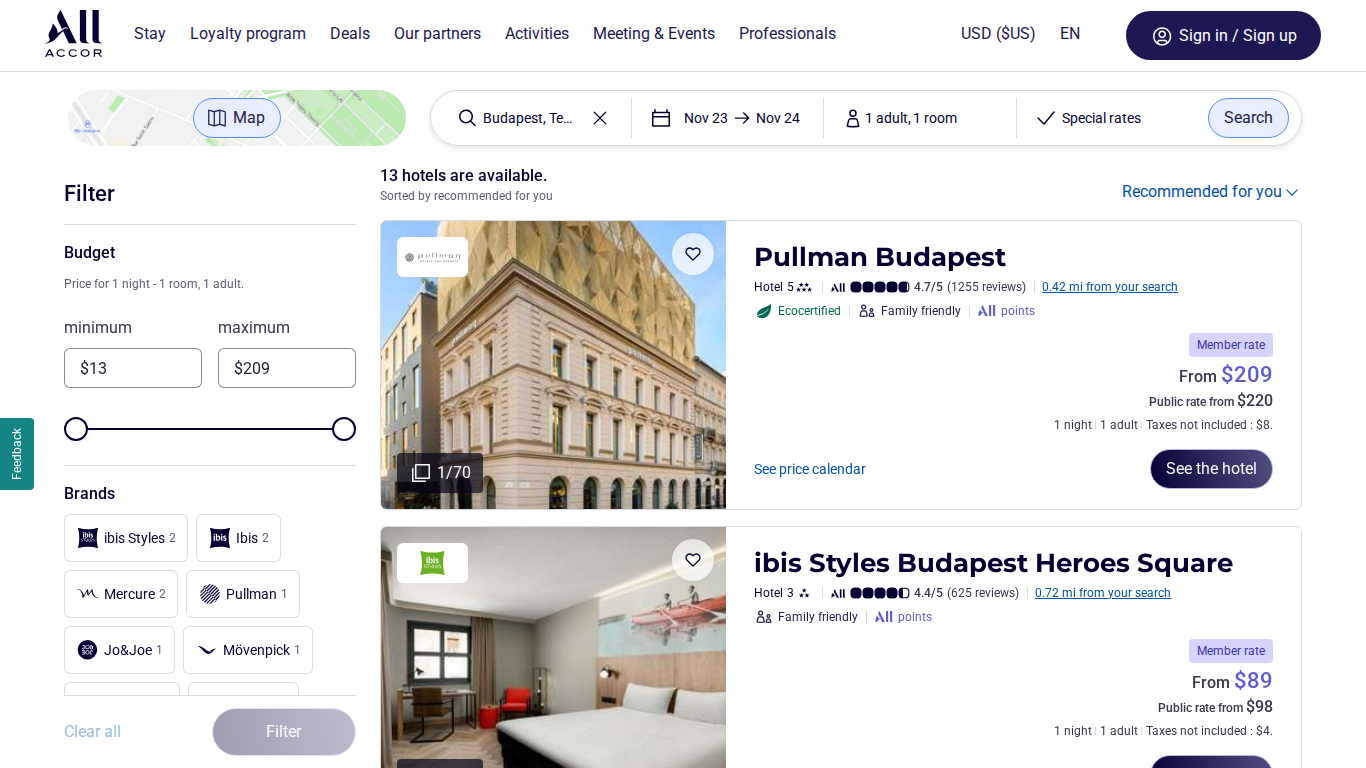 All
ACCOR
Stay
Loyalty program
Deals
Our partners
Activities
Meeting & Events
Professionals
USD ($US)
EN
Sign in / Sign up
Map
Budapest, Te...
Nov 23
Nov 24
1 adult, 1 room
Special rates
Search
Filter
Budget
Price for 1 night - 1 room, 1 adult.
minimum
maximum
$13
$209
Brands
ibis Styles 2
Ibis 2
Mercure 2
Pullman 1
Jo&Joe 1
Mövenpick 1
Clear all
Filter
Feedback
13 hotels are available.
Sorted by recommended for you
Recommended for you
pullman
1/70
Pullman Budapest
Hotel 5
All
4.7/5 (1255 reviews)
0.42 mi from your search
Ecocertified
Family friendly
All points
Member rate
From $209
Public rate from $220
1 night
1 adult
Taxes not included : $8.
See price calendar
See the hotel
ibis
STYLES
ibis Styles Budapest Heroes Square
Hotel 3
All
4.4/5 (625 reviews)
0.72 mi from your search
Family friendly
All points
Member rate
From $89
Public rate from $98
1 night
1 adult
Taxes not included : $4.